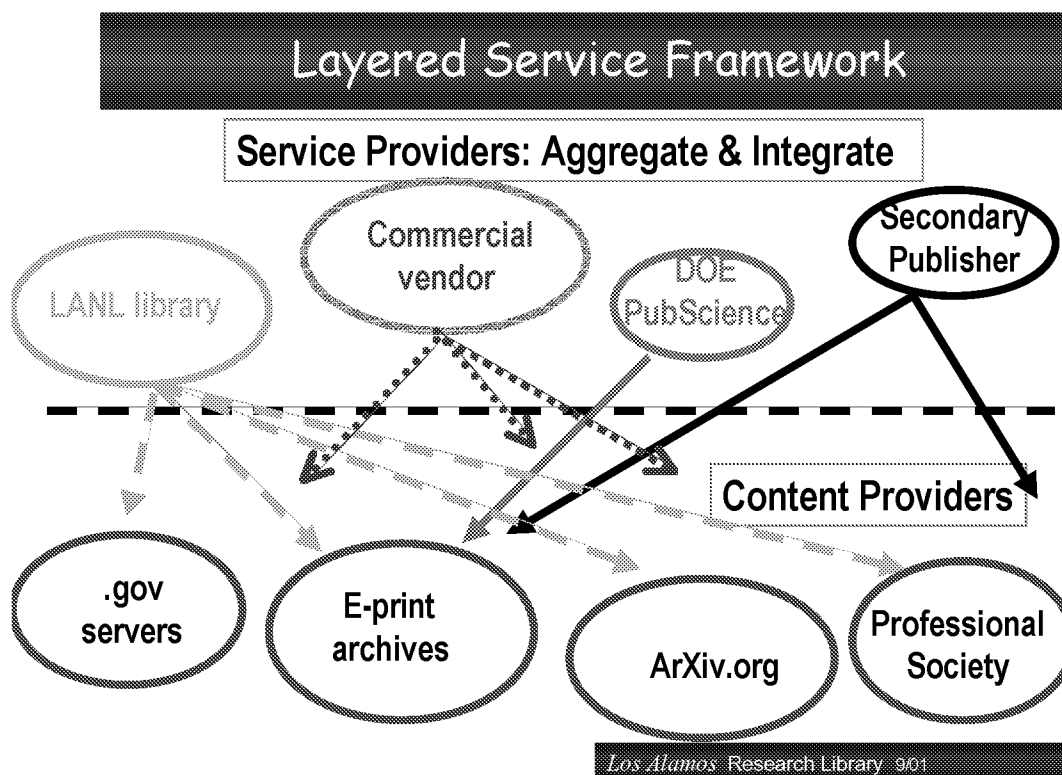 Layered Service Framework
Service Providers: Aggregate & Integrate
Commercial
vendor
Secondary
Publisher
LANL library
DOE
PubScience
Content Providers
.gov
servers
E-print
archives
ArXiv.org
Professional
Society
Los Alamos Research Library 9/01